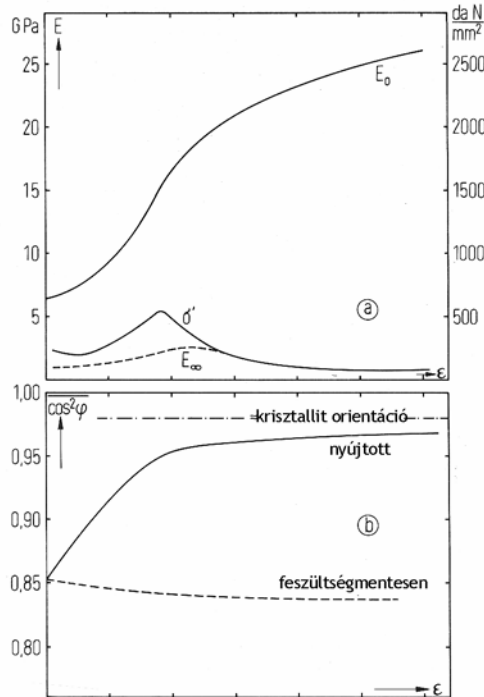 GPa E
da N
mm²
25
2500
E₀
20
2000
15
1500
10
1000
5
500
σ'
E∞
a
ε
1,00
cos²φ
krisztallit orientáció
0,95
nyújtott
0,90
b
0,85
feszültségmentesen
0,80
ε